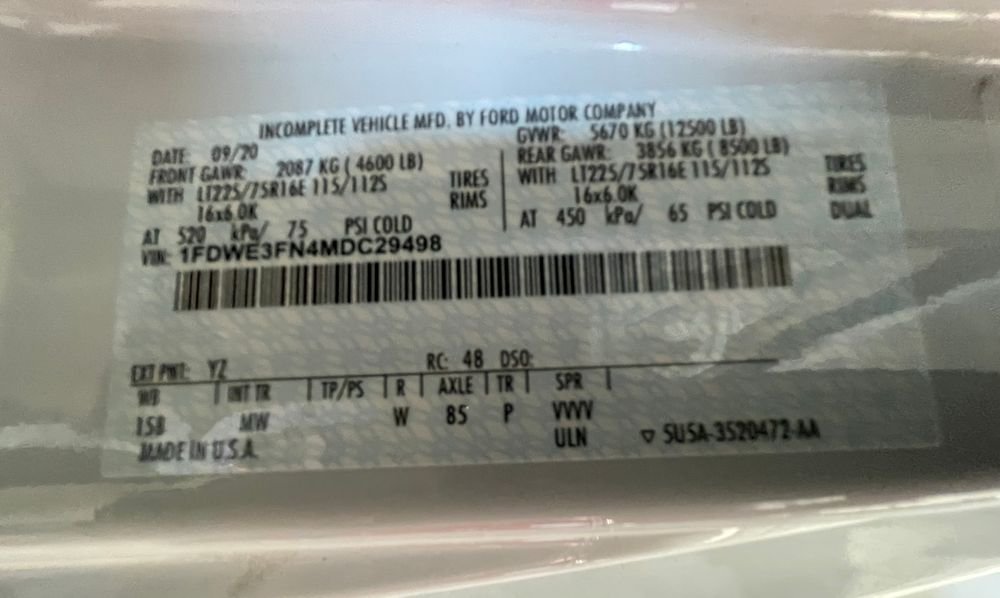 INCOMPLETE VEHICLE MFD. BY FORD MOTOR COMPANY
DATE: 09/20
FRONT GAWR: 2087 KG ( 4600 LB)
WITH LT225/75R16E 115/112S TIRES
16x6.0K RIMS
AT 520 kPa/ 75 PSI COLD
GVWR: 5670 KG (12500 LB)
REAR GAWR: 3856 KG ( 8500 LB)
WITH LT225/75R16E 115/112S TIRES
16x6.0K RIMS
AT 450 kPa/ 65 PSI COLD DUAL
VIN: 1FDWE3FN4MDC29498
EXT PNT: YZ RC: 48 DSO:
WB INT TR TP/PS R AXLE TR SPR
158 MW W 85 P VVVV
MADE IN U.S.A. ULN ▽ 5U5A-3520472-AA